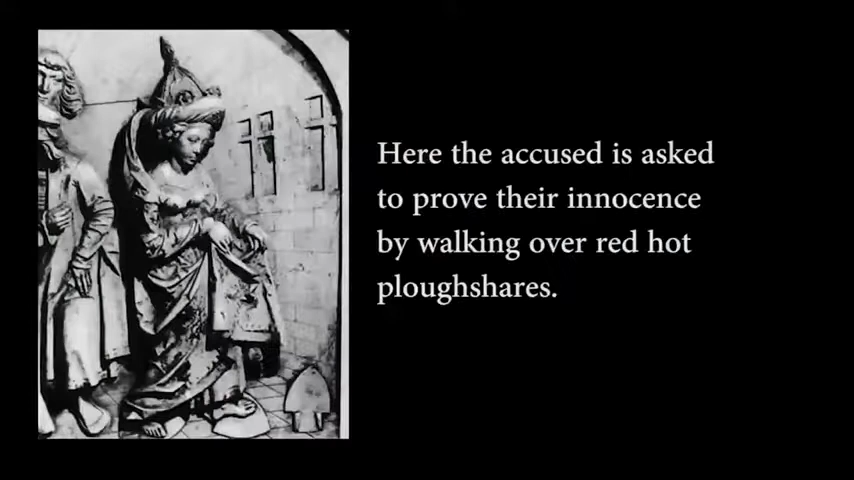 Here the accused is asked
to prove their innocence
by walking over red hot
ploughshares.